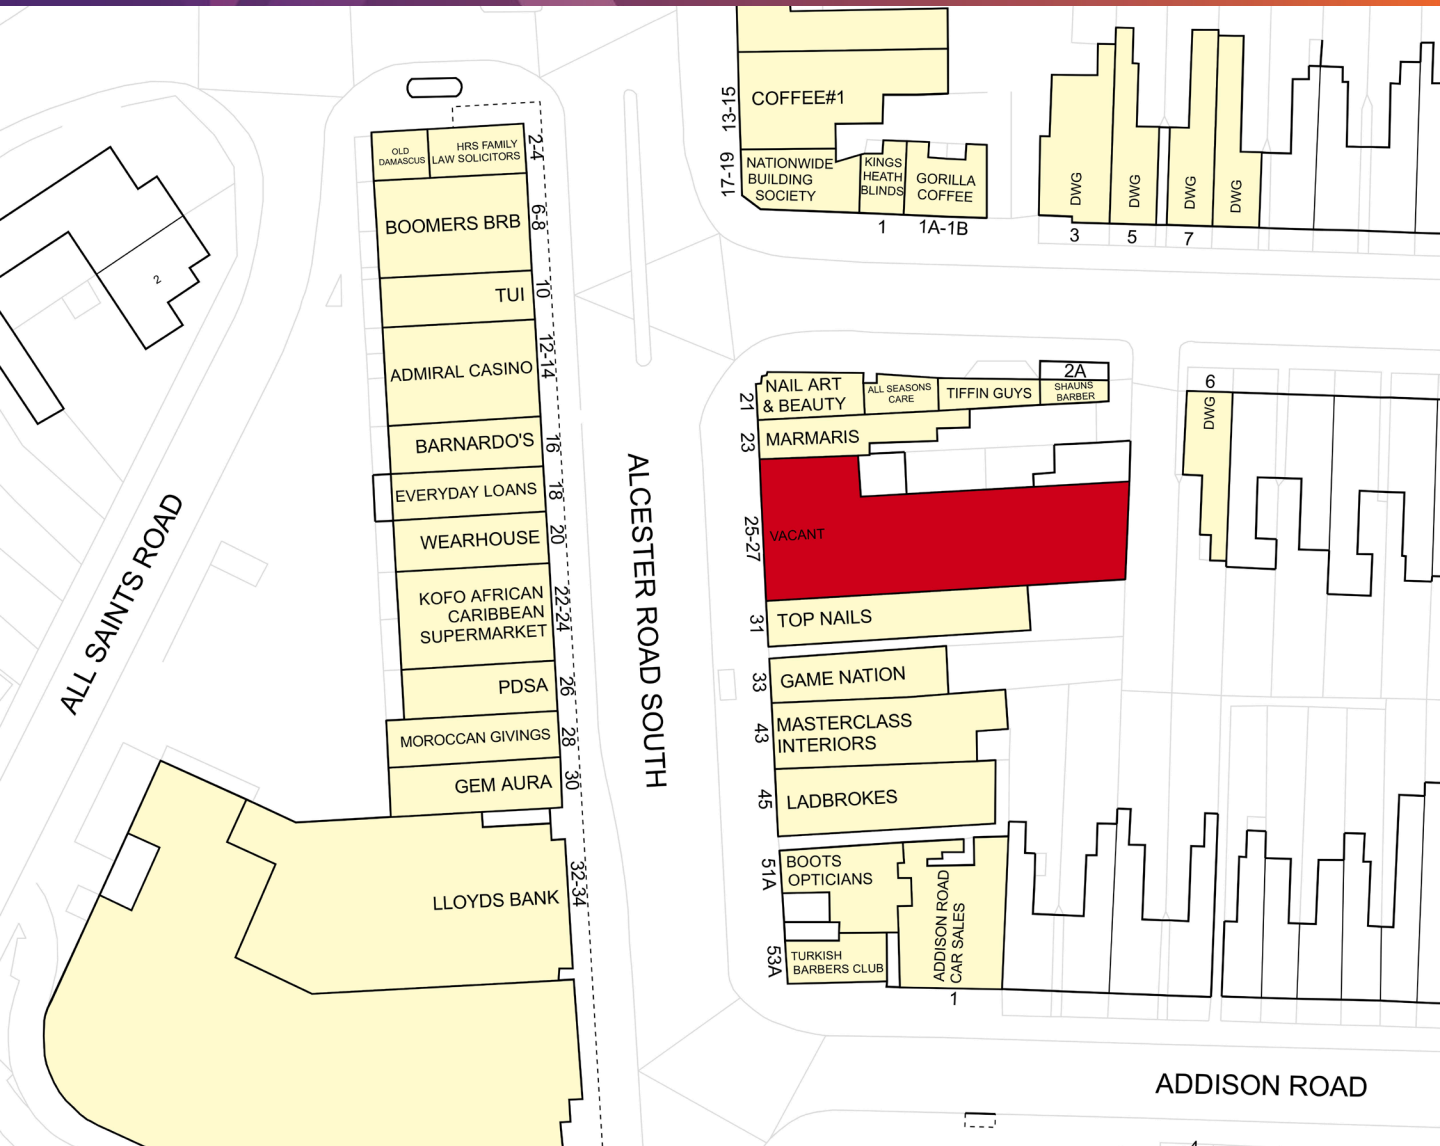 OLD
DAMASCUS
HRS FAMILY
LAW SOLICITORS
2-4
BOOMERS BRB
6-8
TUI
10
ADMIRAL CASINO
12-14
BARNARDO'S
16
EVERYDAY LOANS
18
WEARHOUSE
20
KOFO AFRICAN
CARIBBEAN
SUPERMARKET
22-24
PDSA
26
MOROCCAN GIVINGS
28
GEM AURA
30
LLOYDS BANK
32-34
2
ALL SAINTS ROAD
ALCESTER ROAD SOUTH
13-15
COFFEE#1
17-19
NATIONWIDE
BUILDING
SOCIETY
KINGS
HEATH
BLINDS
GORILLA
COFFEE
1
1A-1B
DWG
DWG
DWG
DWG
3
5
7
21
NAIL ART
& BEAUTY
ALL SEASONS
CARE
TIFFIN GUYS
2A
SHAUNS
BARBER
23
MARMARIS
25-27
VACANT
31
TOP NAILS
33
GAME NATION
43
MASTERCLASS
INTERIORS
45
LADBROKES
51A
BOOTS
OPTICIANS
53A
TURKISH
BARBERS CLUB
ADDISON ROAD
CAR SALES
1
6
DWG
ADDISON ROAD